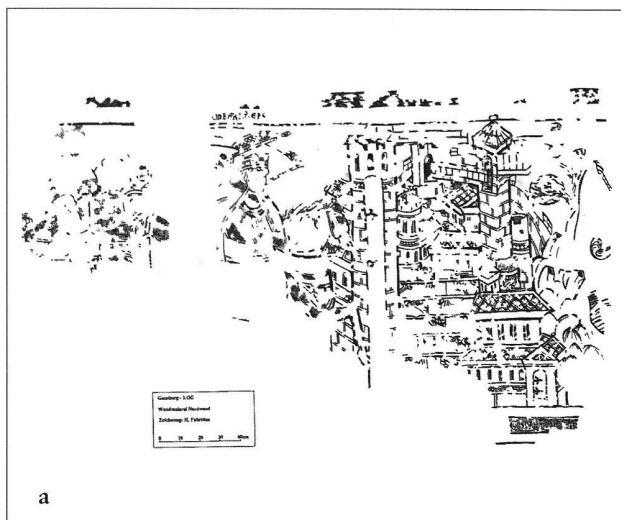 Gamburg - 1.OG
Wandmalerei Nordwand
Zeichnung: H. Fabritius
0 10 20 30 40cm
a